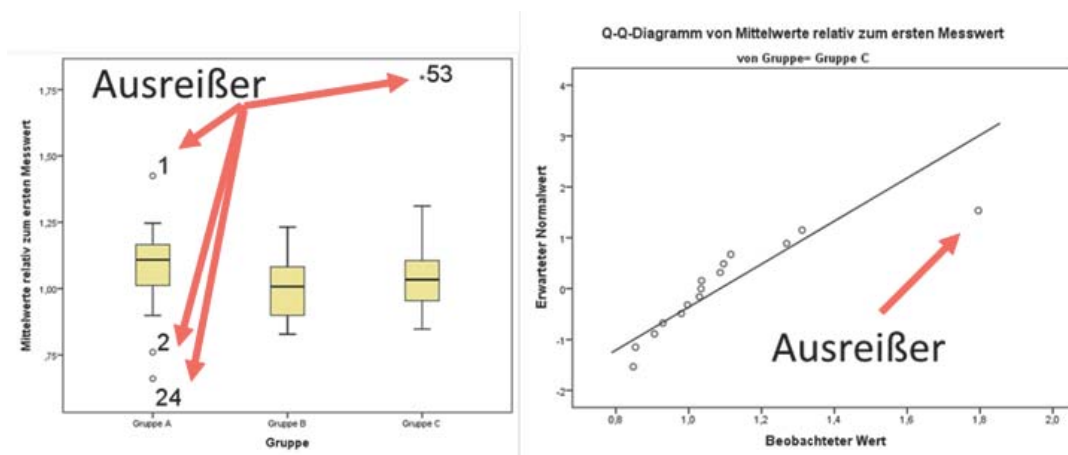 Ausreißer
.53
1
2
24
1,75
1,50
1,25
1,00
,75
Mittelwerte relativ zum ersten Messwert
Gruppe A
Gruppe B
Gruppe C
Gruppe
Q-Q-Diagramm von Mittelwerte relativ zum ersten Messwert
von Gruppe= Gruppe C
4
3
2
1
0
-1
-2
Erwarteter Normalwert
Ausreißer
0,8
1,0
1,2
1,4
1,6
1,8
2,0
Beobachteter Wert